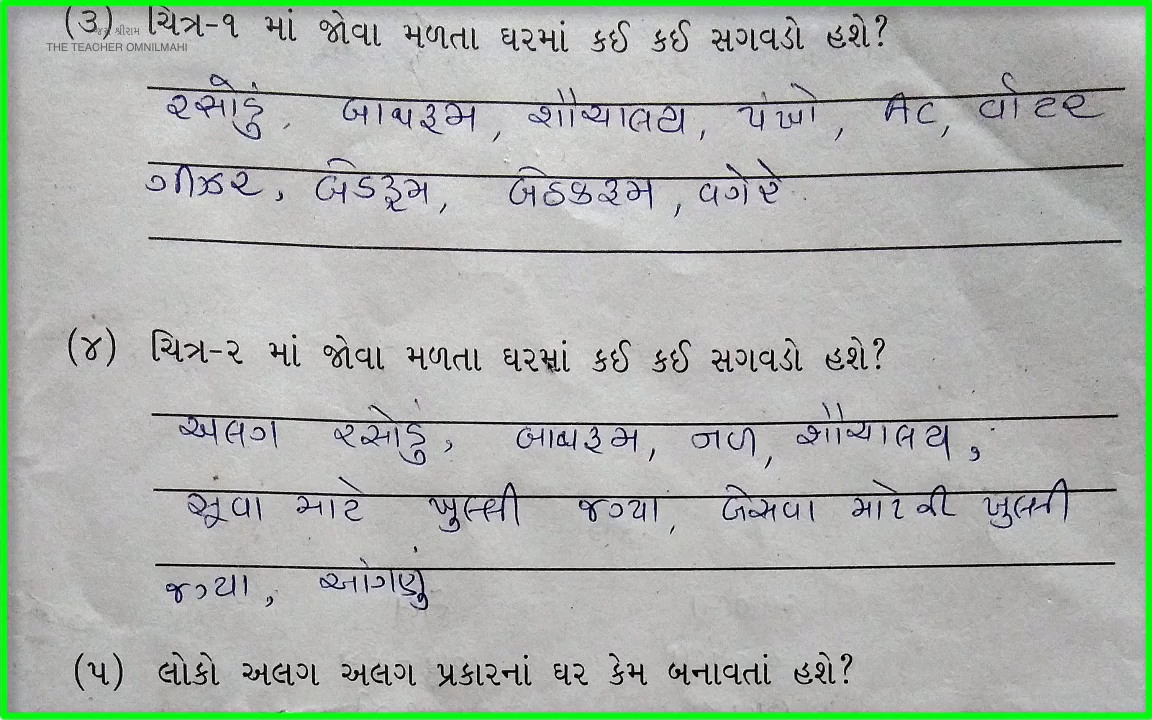 (૩) ચિત્ર-૧ માં જોવા મળતા ઘરમાં કઈ કઈ સગવડો હશે?
જય શ્રીરામ
THE TEACHER OMNILMAHI
રસોડું, બાથરૂમ, શૌચાલય, પંખો, AC, વોટર
ગીઝર, બેડરૂમ, બેઠકરૂમ, વગેરે.
(૪) ચિત્ર-૨ માં જોવા મળતા ઘરમાં કઈ કઈ સગવડો હશે?
અલગ રસોડું, બાથરૂમ, નળ, શૌચાલય,
સૂંવા માટે ખુલ્લી જગ્યા, બેસવા માટેની ખુલ્લી
જગ્યા, આંગણું
(૫) લોકો અલગ અલગ પ્રકારનાં ઘર કેમ બનાવતાં હશે?